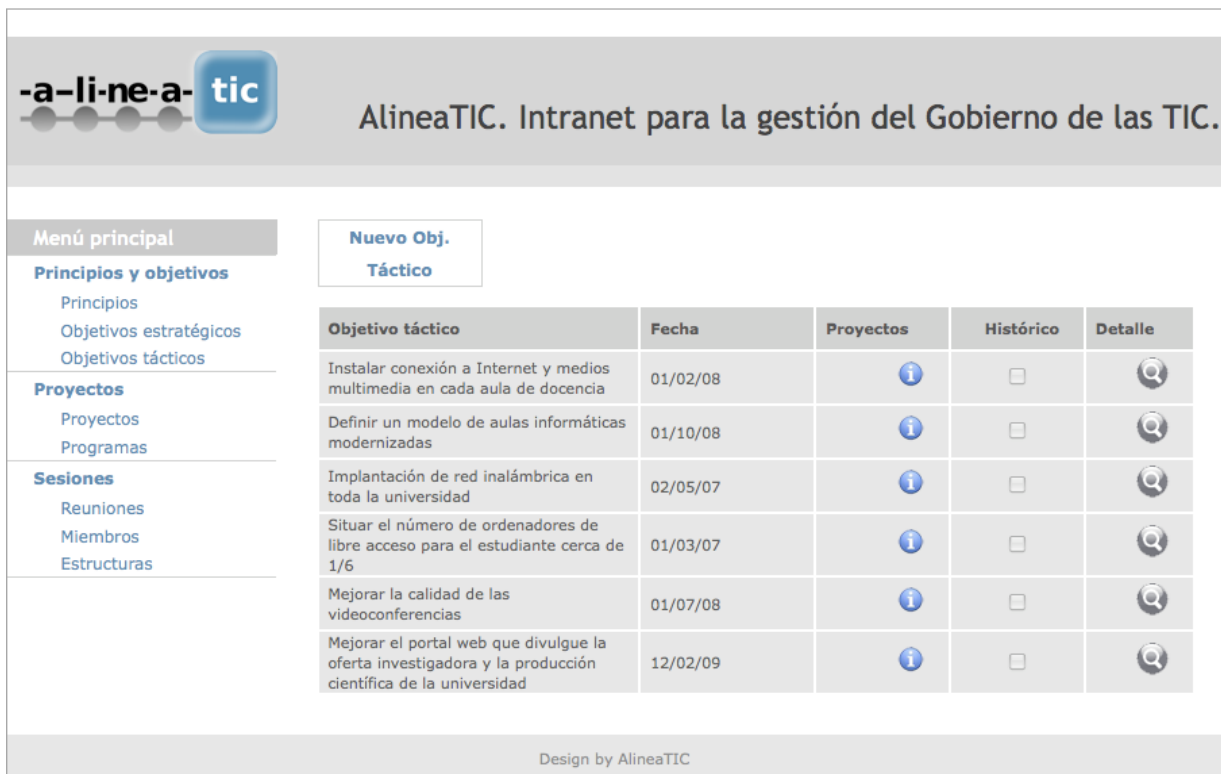 -a-li-ne-a- tic
AlineaTIC. Intranet para la gestión del Gobierno de las TIC.
Menú principal
Principios y objetivos
Principios
Objetivos estratégicos
Objetivos tácticos
Proyectos
Proyectos
Programas
Sesiones
Reuniones
Miembros
Estructuras
Nuevo Obj.
Táctico
Objetivo táctico Fecha Proyectos Histórico Detalle
Instalar conexión a Internet y medios
multimedia en cada aula de docencia
01/02/08
Definir un modelo de aulas informáticas
modernizadas
01/10/08
Implantación de red inalámbrica en
toda la universidad
02/05/07
Situar el número de ordenadores de
libre acceso para el estudiante cerca de
1/6
01/03/07
Mejorar la calidad de las
videoconferencias
01/07/08
Mejorar el portal web que divulgue la
oferta investigadora y la producción
científica de la universidad
12/02/09
Design by AlineaTIC